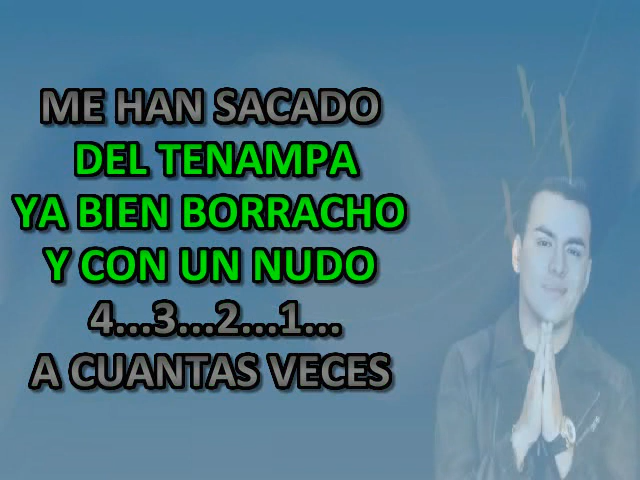 ME HAN SACADO
DEL TENAMPA
YA BIEN BORRACHO
Y CON UN NUDO
4...3...2...1...
A CUANTAS VECES